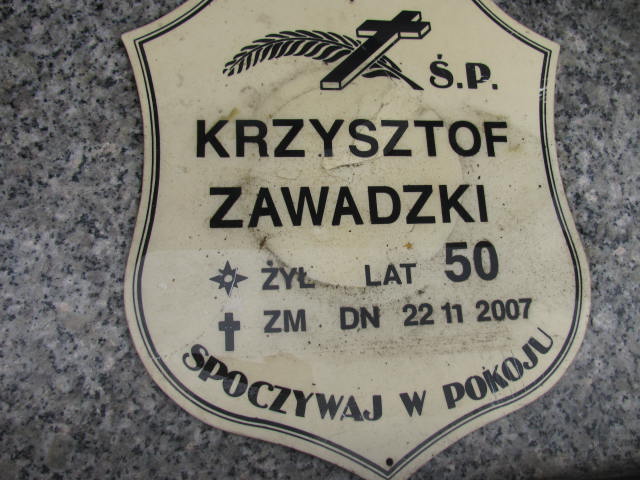 Ś.P.
KRZYSZTOF
ZAWADZKI
ŻYŁ LAT 50
ZM DN 22 11 2007
SPOCZYWAJ W POKOJU